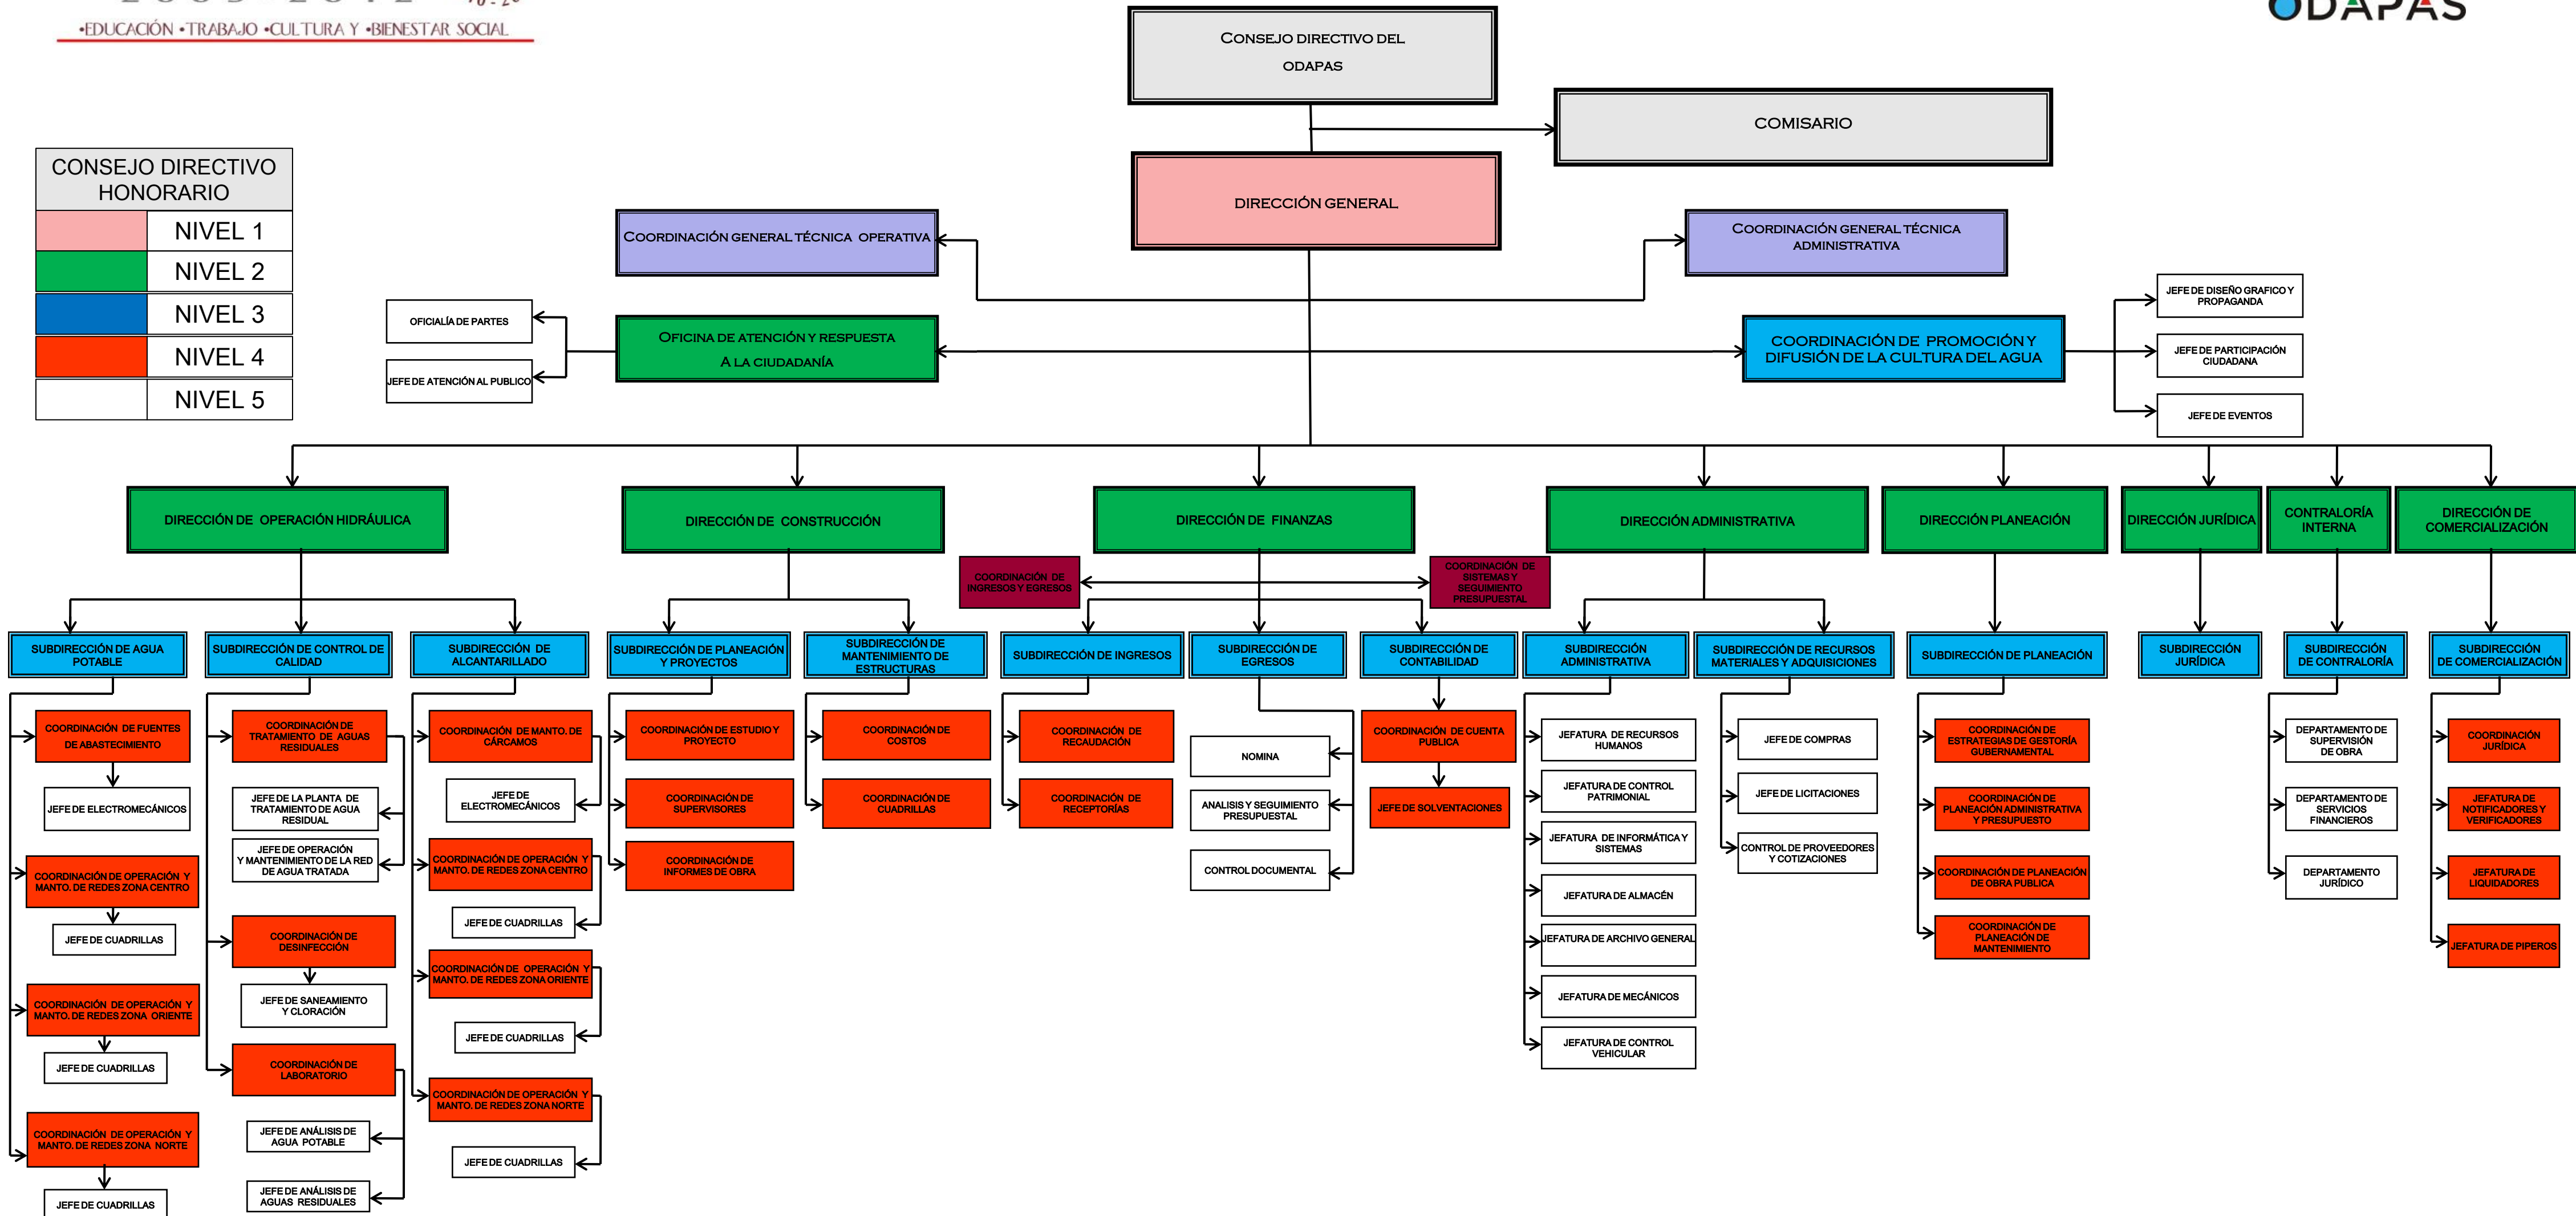 •EDUCACIÓN •TRABAJO •CULTURA Y •BIENESTAR SOCIAL
ODAPAS
CONSEJO DIRECTIVO DEL
ODAPAS
COMISARIO
CONSEJO DIRECTIVO
HONORARIO
NIVEL 1
NIVEL 2
NIVEL 3
NIVEL 4
NIVEL 5
DIRECCIÓN GENERAL
COORDINACIÓN GENERAL TÉCNICA OPERATIVA
COORDINACIÓN GENERAL TÉCNICA
ADMINISTRATIVA
OFICIALÍA DE PARTES
JEFE DE ATENCIÓN AL PUBLICO
OFICINA DE ATENCIÓN Y RESPUESTA
A LA CIUDADANÍA
COORDINACIÓN DE PROMOCIÓN Y
DIFUSIÓN DE LA CULTURA DEL AGUA
JEFE DE DISEÑO GRAFICO Y
PROPAGANDA
JEFE DE PARTICIPACIÓN
CIUDADANA
JEFE DE EVENTOS
DIRECCIÓN DE OPERACIÓN HIDRÁULICA
DIRECCIÓN DE CONSTRUCCIÓN
DIRECCIÓN DE FINANZAS
DIRECCIÓN ADMINISTRATIVA
DIRECCIÓN PLANEACIÓN
DIRECCIÓN JURÍDICA
CONTRALORÍA
INTERNA
DIRECCIÓN DE
COMERCIALIZACIÓN
COORDINACIÓN DE
INGRESOS Y EGRESOS
COORDINACIÓN DE
SISTEMAS Y
SEGUIMIENTO
PRESUPUESTAL
SUBDIRECCIÓN DE AGUA
POTABLE
SUBDIRECCIÓN DE CONTROL DE
CALIDAD
SUBDIRECCIÓN DE
ALCANTARILLADO
SUBDIRECCIÓN DE PLANEACIÓN
Y PROYECTOS
SUBDIRECCIÓN DE
MANTENIMIENTO DE
ESTRUCTURAS
SUBDIRECCIÓN DE INGRESOS
SUBDIRECCIÓN DE
EGRESOS
SUBDIRECCIÓN DE
CONTABILIDAD
SUBDIRECCIÓN
ADMINISTRATIVA
SUBDIRECCIÓN DE RECURSOS
MATERIALES Y ADQUISICIONES
SUBDIRECCIÓN DE PLANEACIÓN
SUBDIRECCIÓN
JURÍDICA
SUBDIRECCIÓN
DE CONTRALORÍA
SUBDIRECCIÓN
DE COMERCIALIZACIÓN
COORDINACIÓN DE FUENTES
DE ABASTECIMIENTO
JEFE DE ELECTROMECÁNICOS
COORDINACIÓN DE OPERACIÓN Y
MANTO. DE REDES ZONA CENTRO
JEFE DE CUADRILLAS
COORDINACIÓN DE OPERACIÓN Y
MANTO. DE REDES ZONA ORIENTE
JEFE DE CUADRILLAS
COORDINACIÓN DE OPERACIÓN Y
MANTO. DE REDES ZONA NORTE
JEFE DE CUADRILLAS
COORDINACIÓN DE
TRATAMIENTO DE AGUAS
RESIDUALES
JEFE DE LA PLANTA DE
TRATAMIENTO DE AGUA
RESIDUAL
JEFE DE OPERACIÓN
Y MANTENIMIENTO DE LA RED
DE AGUA TRATADA
COORDINACIÓN DE
DESINFECCIÓN
JEFE DE SANEAMIENTO
Y CLORACIÓN
COORDINACIÓN DE
LABORATORIO
JEFE DE ANÁLISIS DE
AGUA POTABLE
JEFE DE ANÁLISIS DE
AGUAS RESIDUALES
COORDINACIÓN DE MANTO. DE
CÁRCAMOS
JEFE DE
ELECTROMECÁNICOS
COORDINACIÓN DE OPERACIÓN Y
MANTO. DE REDES ZONA CENTRO
JEFE DE CUADRILLAS
COORDINACIÓN DE OPERACIÓN Y
MANTO. DE REDES ZONA ORIENTE
JEFE DE CUADRILLAS
COORDINACIÓN DE OPERACIÓN Y
MANTO. DE REDES ZONA NORTE
JEFE DE CUADRILLAS
COORDINACIÓN DE ESTUDIO Y
PROYECTO
COORDINACIÓN DE
SUPERVISORES
COORDINACIÓN DE
INFORMES DE OBRA
COORDINACIÓN DE
COSTOS
COORDINACIÓN DE
CUADRILLAS
COORDINACIÓN DE
RECAUDACIÓN
COORDINACIÓN DE
RECEPTORÍAS
NOMINA
ANALISIS Y SEGUIMIENTO
PRESUPUESTAL
CONTROL DOCUMENTAL
COORDINACIÓN DE CUENTA
PUBLICA
JEFE DE SOLVENTACIONES
JEFATURA DE RECURSOS
HUMANOS
JEFATURA DE CONTROL
PATRIMONIAL
JEFATURA DE INFORMÁTICA Y
SISTEMAS
JEFATURA DE ALMACÉN
JEFATURA DE ARCHIVO GENERAL
JEFATURA DE MECÁNICOS
JEFATURA DE CONTROL
VEHICULAR
JEFE DE COMPRAS
JEFE DE LICITACIONES
CONTROL DE PROVEEDORES
Y COTIZACIONES
COORDINACIÓN DE
ESTRATEGIAS DE GESTORÍA
GUBERNAMENTAL
COORDINACIÓN DE
PLANEACIÓN ADMINISTRATIVA
Y PRESUPUESTO
COORDINACIÓN DE PLANEACIÓN
DE OBRA PUBLICA
COORDINACIÓN DE
PLANEACIÓN DE
MANTENIMIENTO
DEPARTAMENTO DE
SUPERVISIÓN
DE OBRA
DEPARTAMENTO DE
SERVICIOS
FINANCIEROS
DEPARTAMENTO
JURÍDICO
COORDINACIÓN
JURÍDICA
JEFATURA DE
NOTIFICADORES Y
VERIFICADORES
JEFATURA DE
LIQUIDADORES
JEFATURA DE PIPEROS